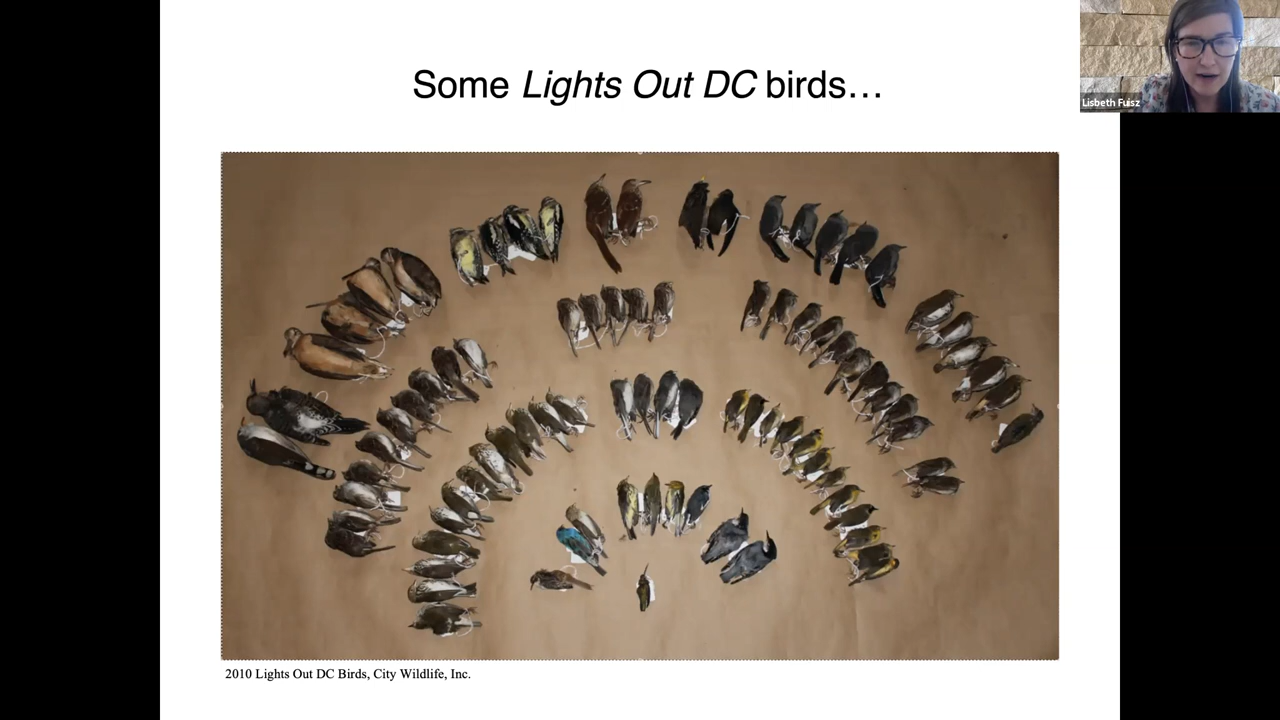 Some Lights Out DC birds…
Lisbeth Fuisz
2010 Lights Out DC Birds, City Wildlife, Inc.